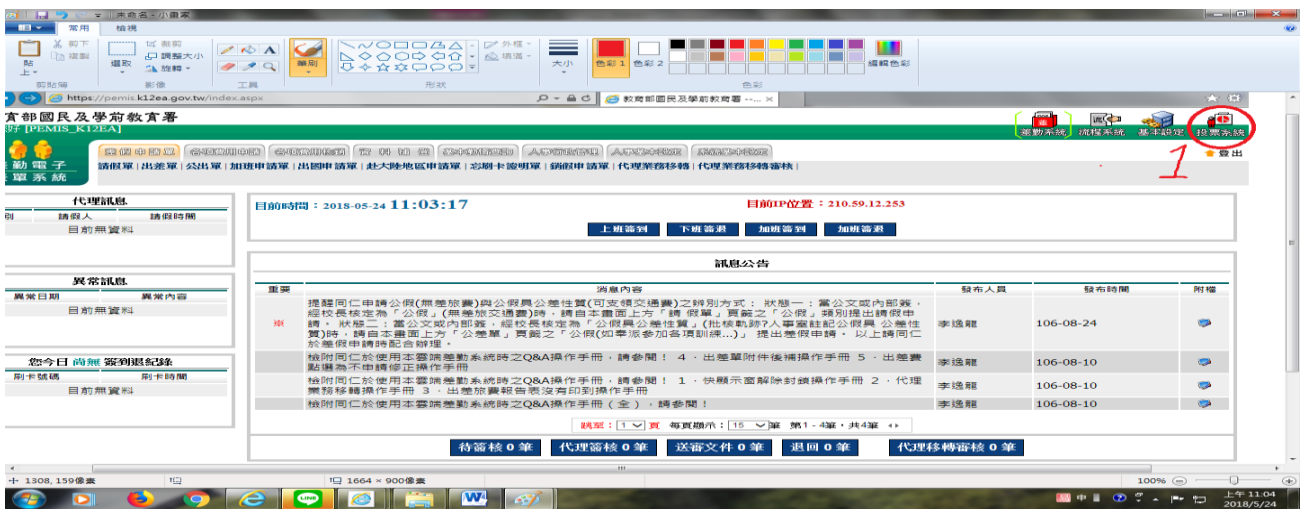 未命名 - 小畫家
常用 檢視
貼上
剪下
複製
選取
裁剪
調整大小
旋轉
筆刷
外框
填滿
大小
色彩 1
色彩 2
編輯色彩
剪貼簿 影像 工具 形狀 色彩
https://pemis.k12ea.gov.tw/index.aspx
教育部國民及學前教育署 --...
育部國民及學前教育署
好 [PEMIS_K12EA]
差勤系統 流程系統 基本設定 投票系統
1
登出
勤電子
單系統
請假單 | 出差單 | 公出單 | 加班申請單 | 出國申請單 | 赴大陸地區申請單 | 忘刷卡證明單 | 銷假申請單 | 代理業務移轉 | 代理業務移轉審核 |
代理訊息
別 請假人 請假時間
目前無資料
異常訊息
異常日期 異常內容
目前無資料
您今日 尚無 簽到退紀錄
刷卡號碼 刷卡時間
目前無資料
目前時間：2018-05-24 11:03:17
目前IP位置：210.59.12.253
上班簽到 下班簽退 加班簽到 加班簽退
訊息公告
重要 消息內容 發布人員 發布時間 附檔
提醒同仁申請公假(無差旅費)與公假具公差性質(可支領交通費)之辨別方式： 狀態一：當公文或內部簽，
經校長核定為「公假」(無差旅交通費)時，請自本畫面上方「請 假單」頁籤之「公假」類別提出請假申
請。 狀態二：當公文或內部簽，經校長核定為「公假具公差性質」(批核軌跡?人事室註記公假具 公差性
質)時，請自本畫面上方「公差單」頁籤之「公假(如奉派參加各項訓練...)」 提出差假申請。 以上請同仁
於差假申請時配合辦理。
李逸龍 106-08-24
檢附同仁於使用本雲端差勤系統時之Q&A操作手冊，請參閱！ 4 ．出差單附件後補操作手冊 5 ．出差費
點選為不申請修正操作手冊
李逸龍 106-08-10
檢附同仁於使用本雲端差勤系統時之Q&A操作手冊，請參閱！ 1 ．快顯示窗解除封鎖操作手冊 2 ．代理
業務移轉操作手冊 3 ．出差旅費報告表沒有印到操作手冊
李逸龍 106-08-10
檢附同仁於使用本雲端差勤系統時之Q&A操作手冊（全），請參閱！
李逸龍 106-08-10
跳至：1 頁 每頁顯示：15 筆 第1 - 4筆，共4筆
待簽核 0 筆 代理簽核 0 筆 送審文件 0 筆 退回 0 筆 代理移轉審核 0 筆
1308, 159像素 1664 × 900像素 100%
LINE
中
上午 11:04
2018/5/24